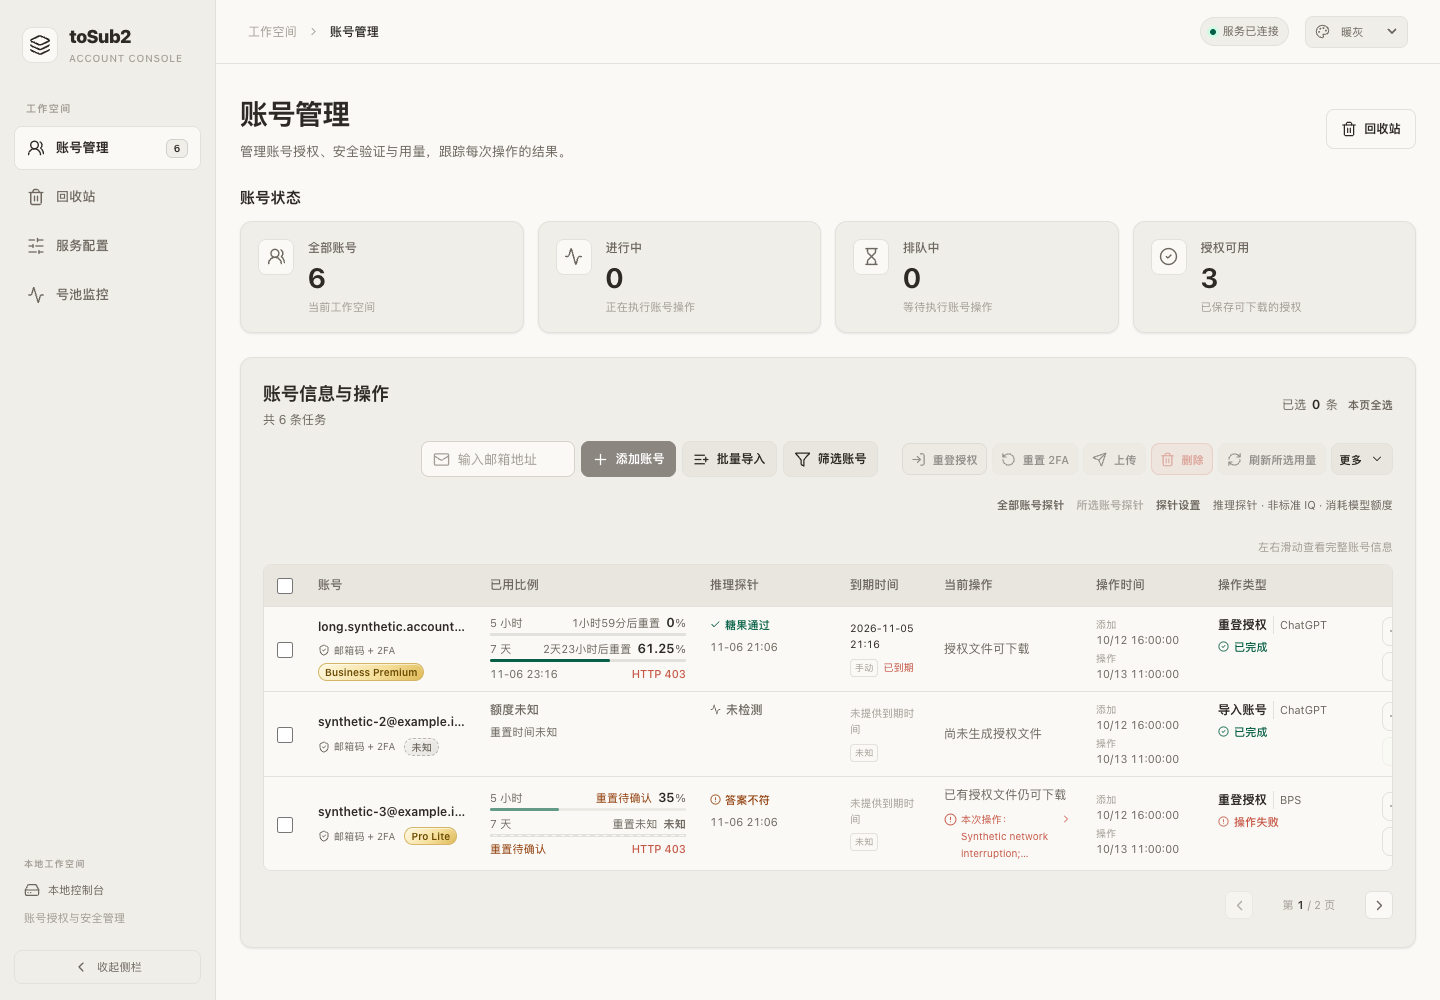 toSub2
ACCOUNT CONSOLE
工作空间
账号管理 6
回收站
服务配置
号池监控
本地工作空间
本地控制台
账号授权与安全管理
收起侧栏
工作空间 账号管理
服务已连接
暖灰
账号管理
管理账号授权、安全验证与用量，跟踪每次操作的结果。
回收站
账号状态
全部账号
6
当前工作空间
进行中
0
正在执行账号操作
排队中
0
等待执行账号操作
授权可用
3
已保存可下载的授权
账号信息与操作
共 6 条任务
已选 0 条 本页全选
输入邮箱地址 添加账号 批量导入 筛选账号 重登授权 重置 2FA 上传 删除 刷新所选用量 更多
全部账号探针 所选账号探针 探针设置 推理探针 · 非标准 IQ · 消耗模型额度
左右滑动查看完整账号信息
账号 已用比例 推理探针 到期时间 当前操作 操作时间 操作类型
long.synthetic.account...
邮箱码 + 2FA
Business Premium
5 小时 1小时59分后重置 0%
7 天 2天23小时后重置 61.25%
11-06 23:16 HTTP 403
糖果通过
11-06 21:06
2026-11-05
21:16
手动 已到期
授权文件可下载
添加
10/12 16:00:00
操作
10/13 11:00:00
重登授权 ChatGPT
已完成
synthetic-2@example.i...
邮箱码 + 2FA 未知
额度未知
重置时间未知
未检测
未提供到期时
间
未知
尚未生成授权文件
添加
10/12 16:00:00
操作
10/13 11:00:00
导入账号 ChatGPT
已完成
synthetic-3@example.i...
邮箱码 + 2FA Pro Lite
5 小时 重置待确认 35%
7 天 重置未知 未知
重置待确认 HTTP 403
答案不符
11-06 21:06
未提供到期时
间
未知
已有授权文件仍可下载
本次操作：
Synthetic network
interruption;...
添加
10/12 16:00:00
操作
10/13 11:00:00
重登授权 BPS
操作失败
第 1 / 2 页